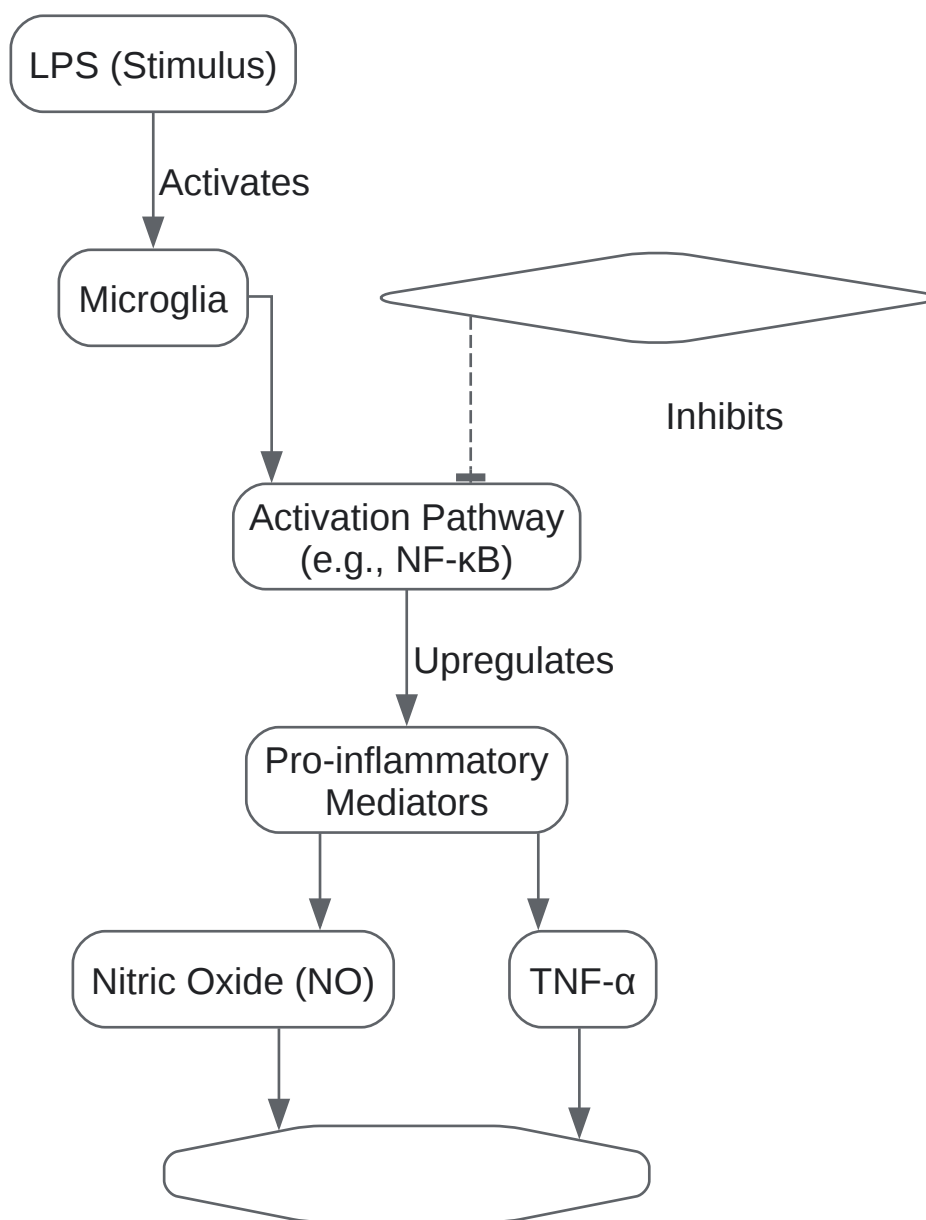 LPS (Stimulus)
Activates
Microglia
Inhibits
Activation Pathway
(e.g., NF-κB)
Upregulates
Pro-inflammatory
Mediators
Nitric Oxide (NO)
TNF-α